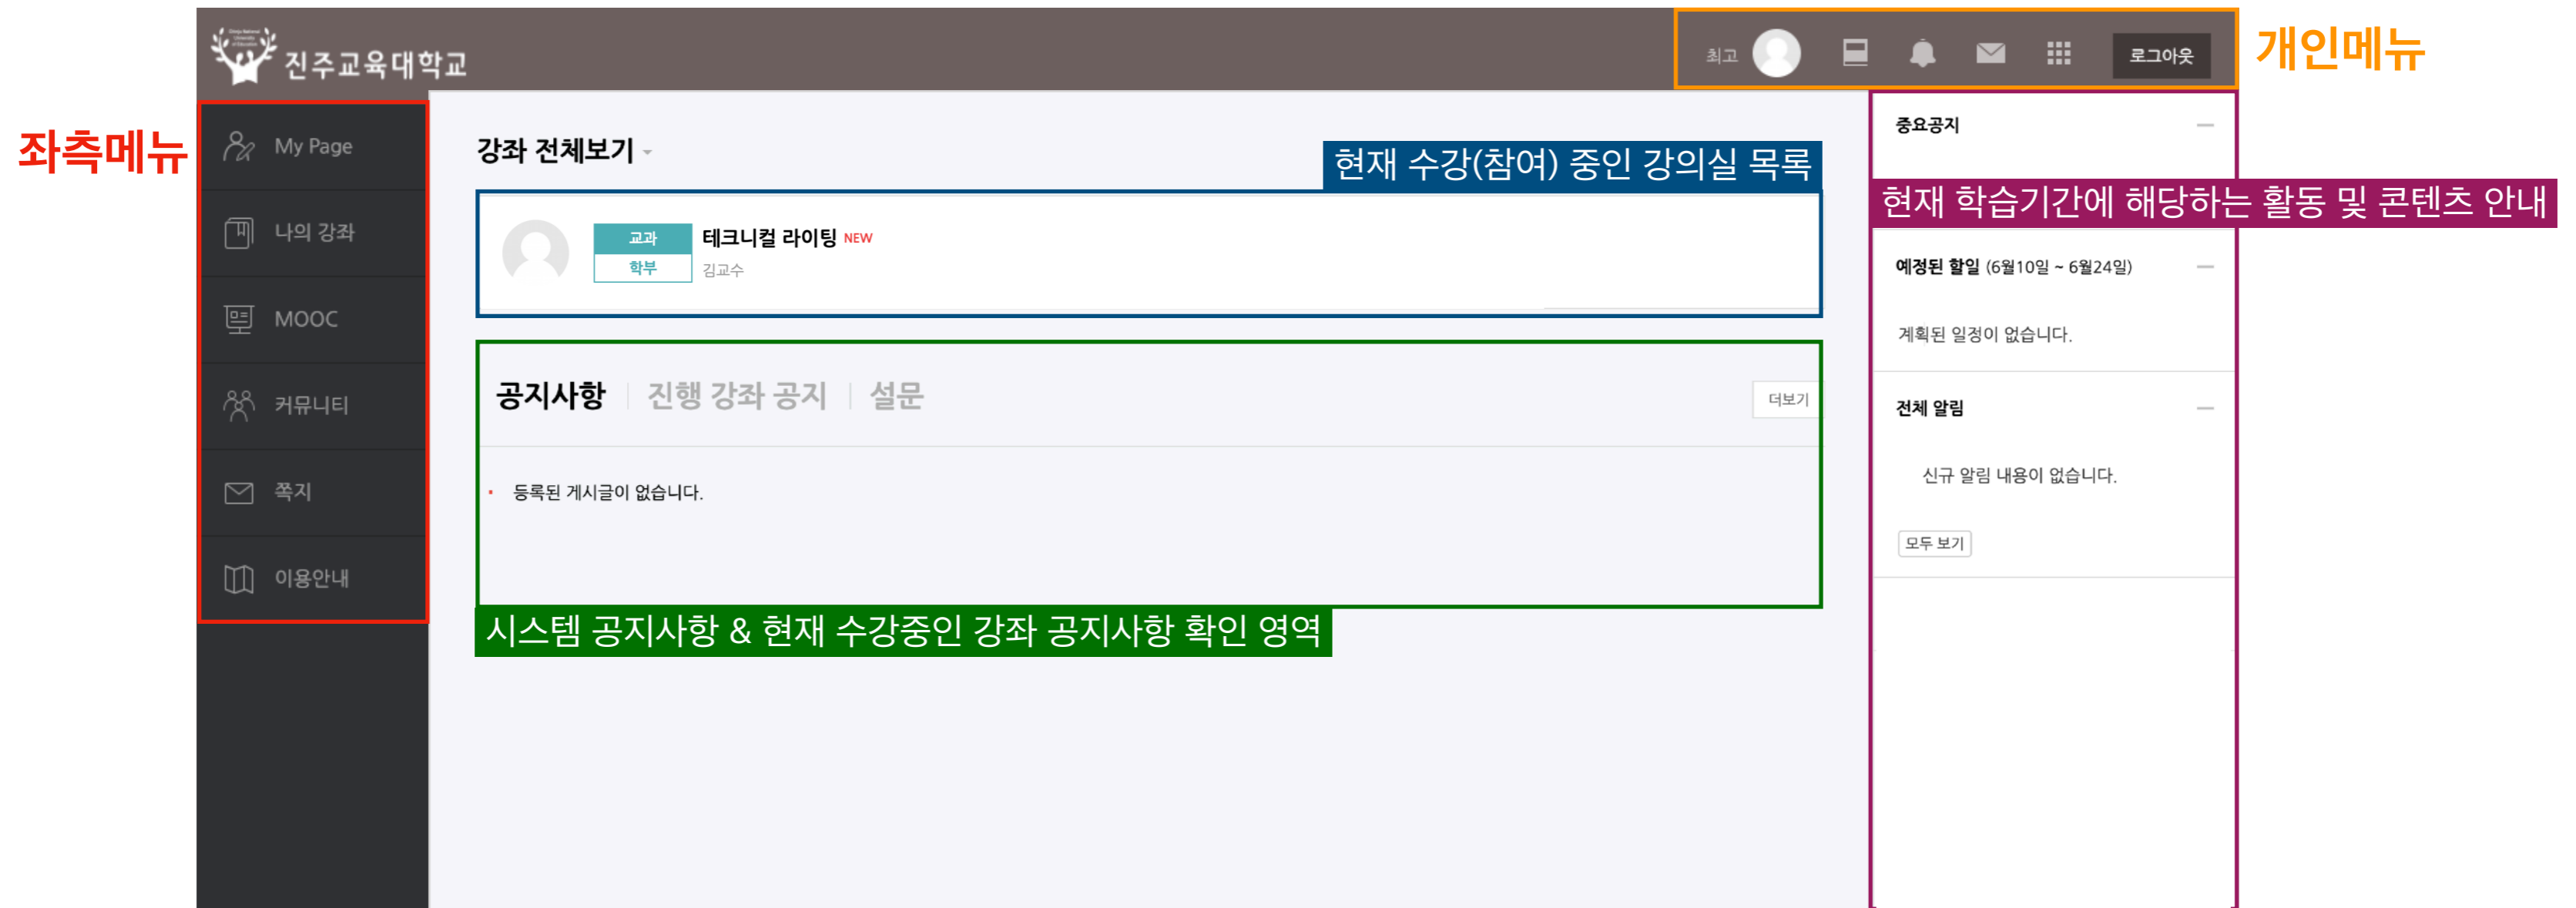 진주교육대학교
최고
로그아웃
개인메뉴
좌측메뉴
My Page
나의 강좌
MOOC
커뮤니티
쪽지
이용안내
강좌 전체보기
현재 수강(참여) 중인 강의실 목록
교과
학부
테크니컬 라이팅 NEW
김교수
공지사항 진행 강좌 공지 설문
더보기
등록된 게시글이 없습니다.
시스템 공지사항 & 현재 수강중인 강좌 공지사항 확인 영역
중요공지
현재 학습기간에 해당하는 활동 및 콘텐츠 안내
예정된 할일 (6월10일 ~ 6월24일)
계획된 일정이 없습니다.
전체 알림
신규 알림 내용이 없습니다.
모두 보기